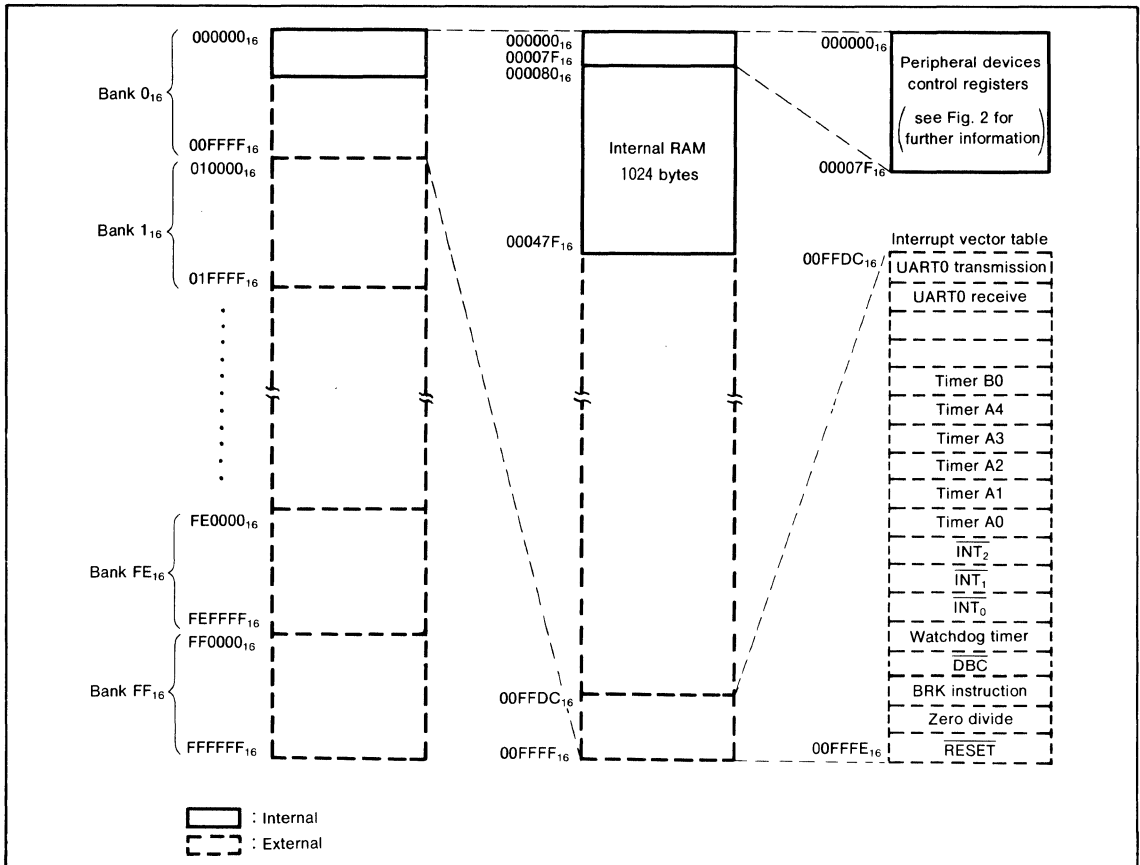 000000₁₆
Bank 0₁₆
00FFFF₁₆
010000₁₆
Bank 1₁₆
01FFFF₁₆
FE0000₁₆
Bank FE₁₆
FEFFFF₁₆
FF0000₁₆
Bank FF₁₆
FFFFFF₁₆
000000₁₆
00007F₁₆
000080₁₆
Internal RAM
1024 bytes
00047F₁₆
00FFDC₁₆
00FFFF₁₆
000000₁₆
Peripheral devices
control registers
(see Fig. 2 for
further information)
00007F₁₆
Interrupt vector table
00FFDC₁₆
UART0 transmission
UART0 receive
Timer B0
Timer A4
Timer A3
Timer A2
Timer A1
Timer A0
INT₂
INT₁
INT₀
Watchdog timer
DBC
BRK instruction
Zero divide
00FFFE₁₆
RESET
: Internal
: External